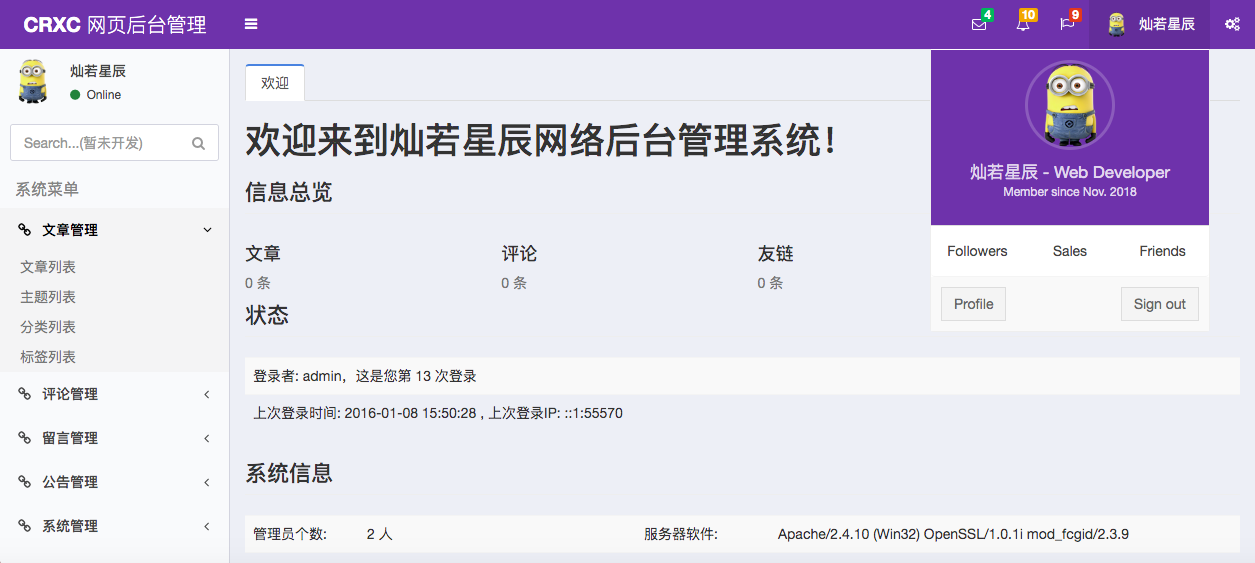 CRXC 网页后台管理
4
10
9
灿若星辰
灿若星辰
Online
Search...(暂未开发)
系统菜单
文章管理
文章列表
主题列表
分类列表
标签列表
评论管理
留言管理
公告管理
系统管理
欢迎
欢迎来到灿若星辰网络后台管理系统！
信息总览
文章 评论 友链
0 条 0 条 0 条
状态
登录者: admin，这是您第 13 次登录
上次登录时间: 2016-01-08 15:50:28 , 上次登录IP: ::1:55570
系统信息
管理员个数: 2 人 服务器软件: Apache/2.4.10 (Win32) OpenSSL/1.0.1i mod_fcgid/2.3.9
灿若星辰 - Web Developer
Member since Nov. 2018
Followers Sales Friends
Profile Sign out